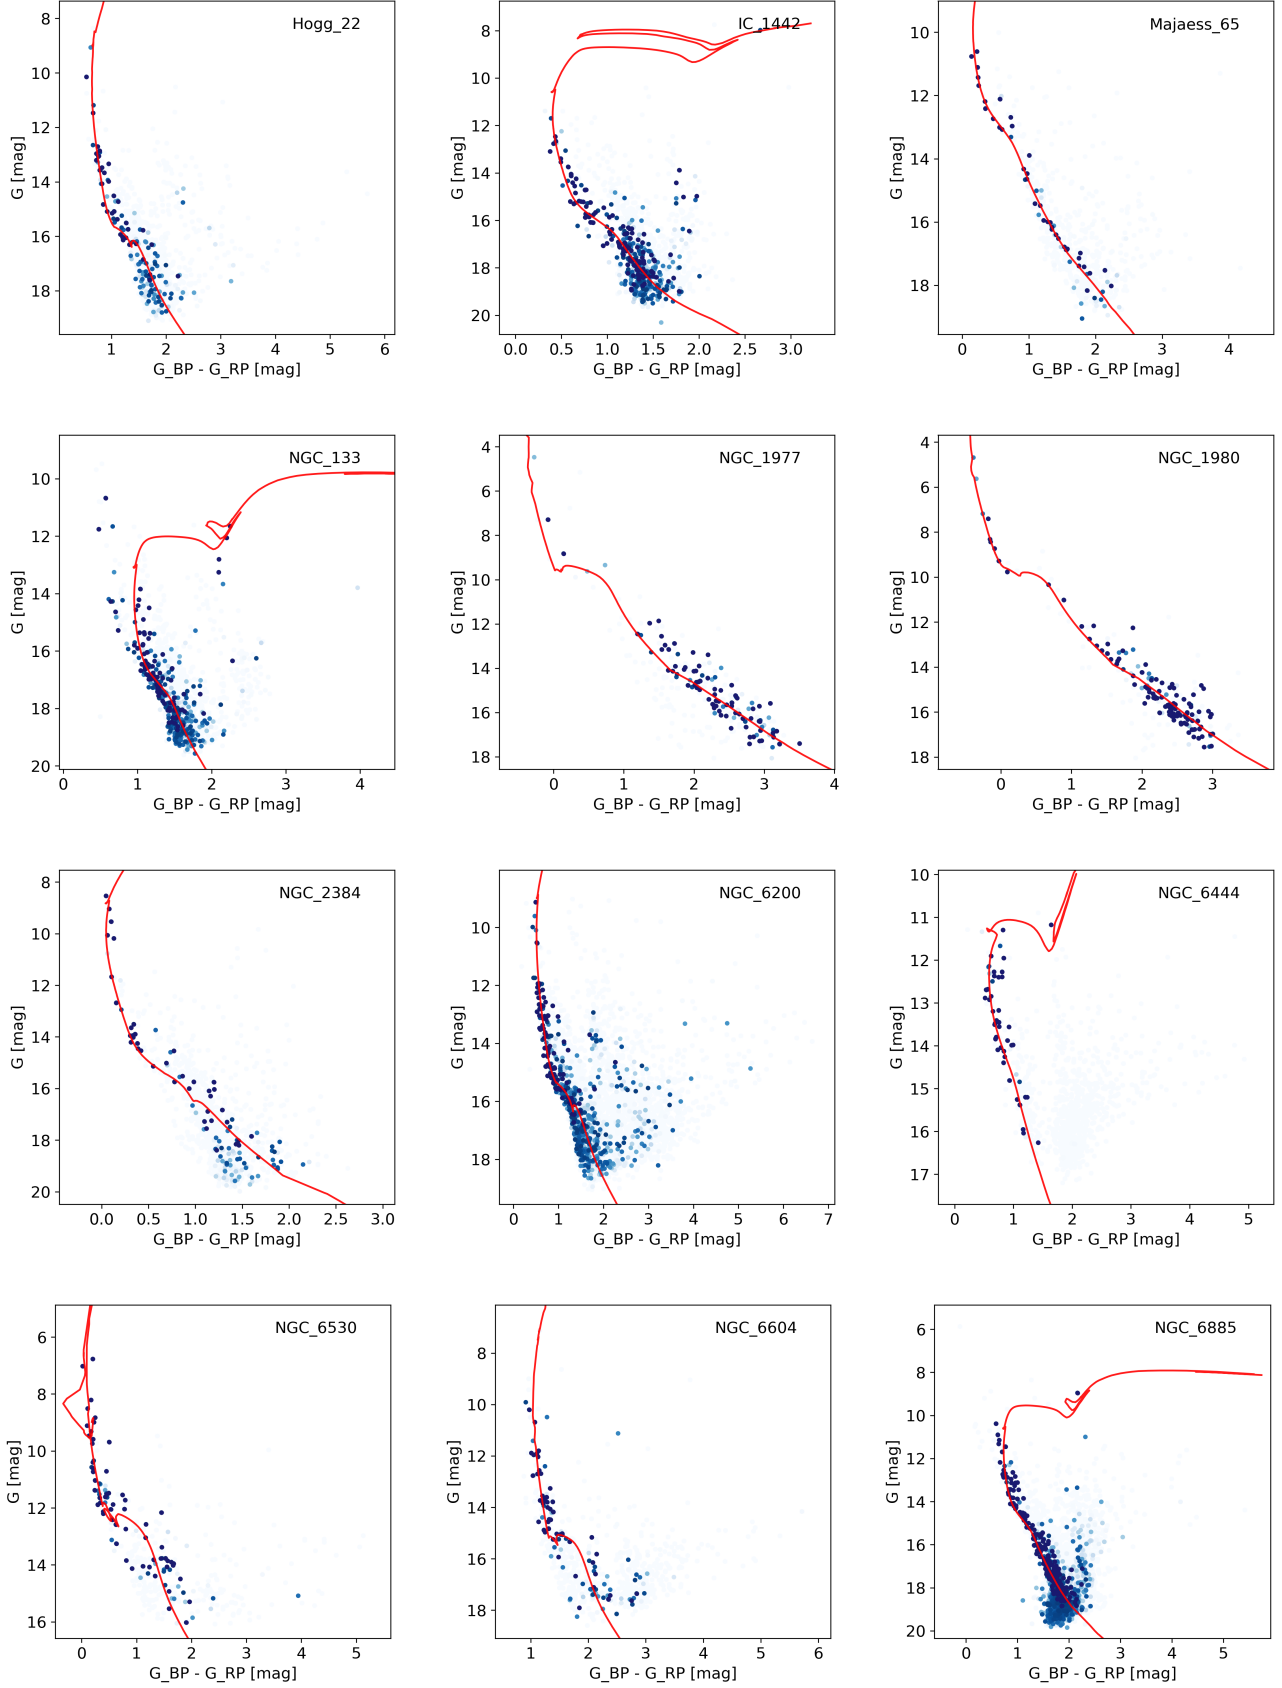 Hogg_22
8
10
12
14
16
18
G [mag]
1 2 3 4 5 6
G_BP - G_RP [mag]
IC_1442
8
10
12
14
16
18
20
G [mag]
0.0 0.5 1.0 1.5 2.0 2.5 3.0
G_BP - G_RP [mag]
Majaess_65
10
12
14
16
18
G [mag]
0 1 2 3 4
G_BP - G_RP [mag]
NGC_133
10
12
14
16
18
20
G [mag]
0 1 2 3 4
G_BP - G_RP [mag]
NGC_1977
4
6
8
10
12
14
16
18
G [mag]
0 1 2 3 4
G_BP - G_RP [mag]
NGC_1980
4
6
8
10
12
14
16
18
G [mag]
0 1 2 3
G_BP - G_RP [mag]
NGC_2384
8
10
12
14
16
18
20
G [mag]
0.0 0.5 1.0 1.5 2.0 2.5 3.0
G_BP - G_RP [mag]
NGC_6200
10
12
14
16
18
G [mag]
0 1 2 3 4 5 6 7
G_BP - G_RP [mag]
NGC_6444
10
11
12
13
14
15
16
17
G [mag]
0 1 2 3 4 5
G_BP - G_RP [mag]
NGC_6530
6
8
10
12
14
16
G [mag]
0 1 2 3 4 5
G_BP - G_RP [mag]
NGC_6604
8
10
12
14
16
18
G [mag]
1 2 3 4 5 6
G_BP - G_RP [mag]
NGC_6885
6
8
10
12
14
16
18
20
G [mag]
0 1 2 3 4 5
G_BP - G_RP [mag]